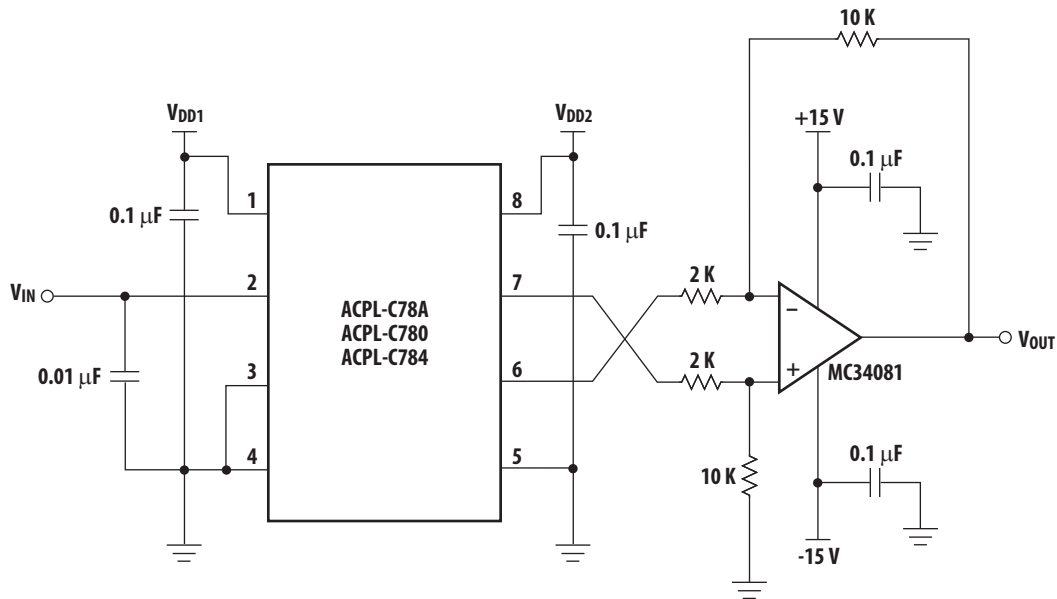 10 K
VDD1
VDD2
+15 V
0.1 μF
1
8
0.1 μF
0.1 μF
2 K
VIN
2
7
ACPL-C78A
ACPL-C780
ACPL-C784
−
VOUT
0.01 μF
3
6
2 K
+
MC34081
4
5
10 K
0.1 μF
-15 V